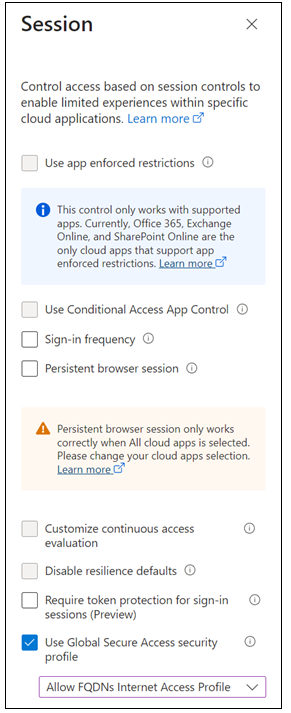 Session
Control access based on session controls to
enable limited experiences within specific
cloud applications. Learn more
Use app enforced restrictions
This control only works with supported
apps. Currently, Office 365, Exchange
Online, and SharePoint Online are the
only cloud apps that support app
enforced restrictions. Learn more
Use Conditional Access App Control
Sign-in frequency
Persistent browser session
Persistent browser session only works
correctly when All cloud apps is selected.
Please change your cloud apps selection.
Learn more
Customize continuous access
evaluation
Disable resilience defaults
Require token protection for sign-in
sessions (Preview)
Use Global Secure Access security
profile
Allow FQDNs Internet Access Profile